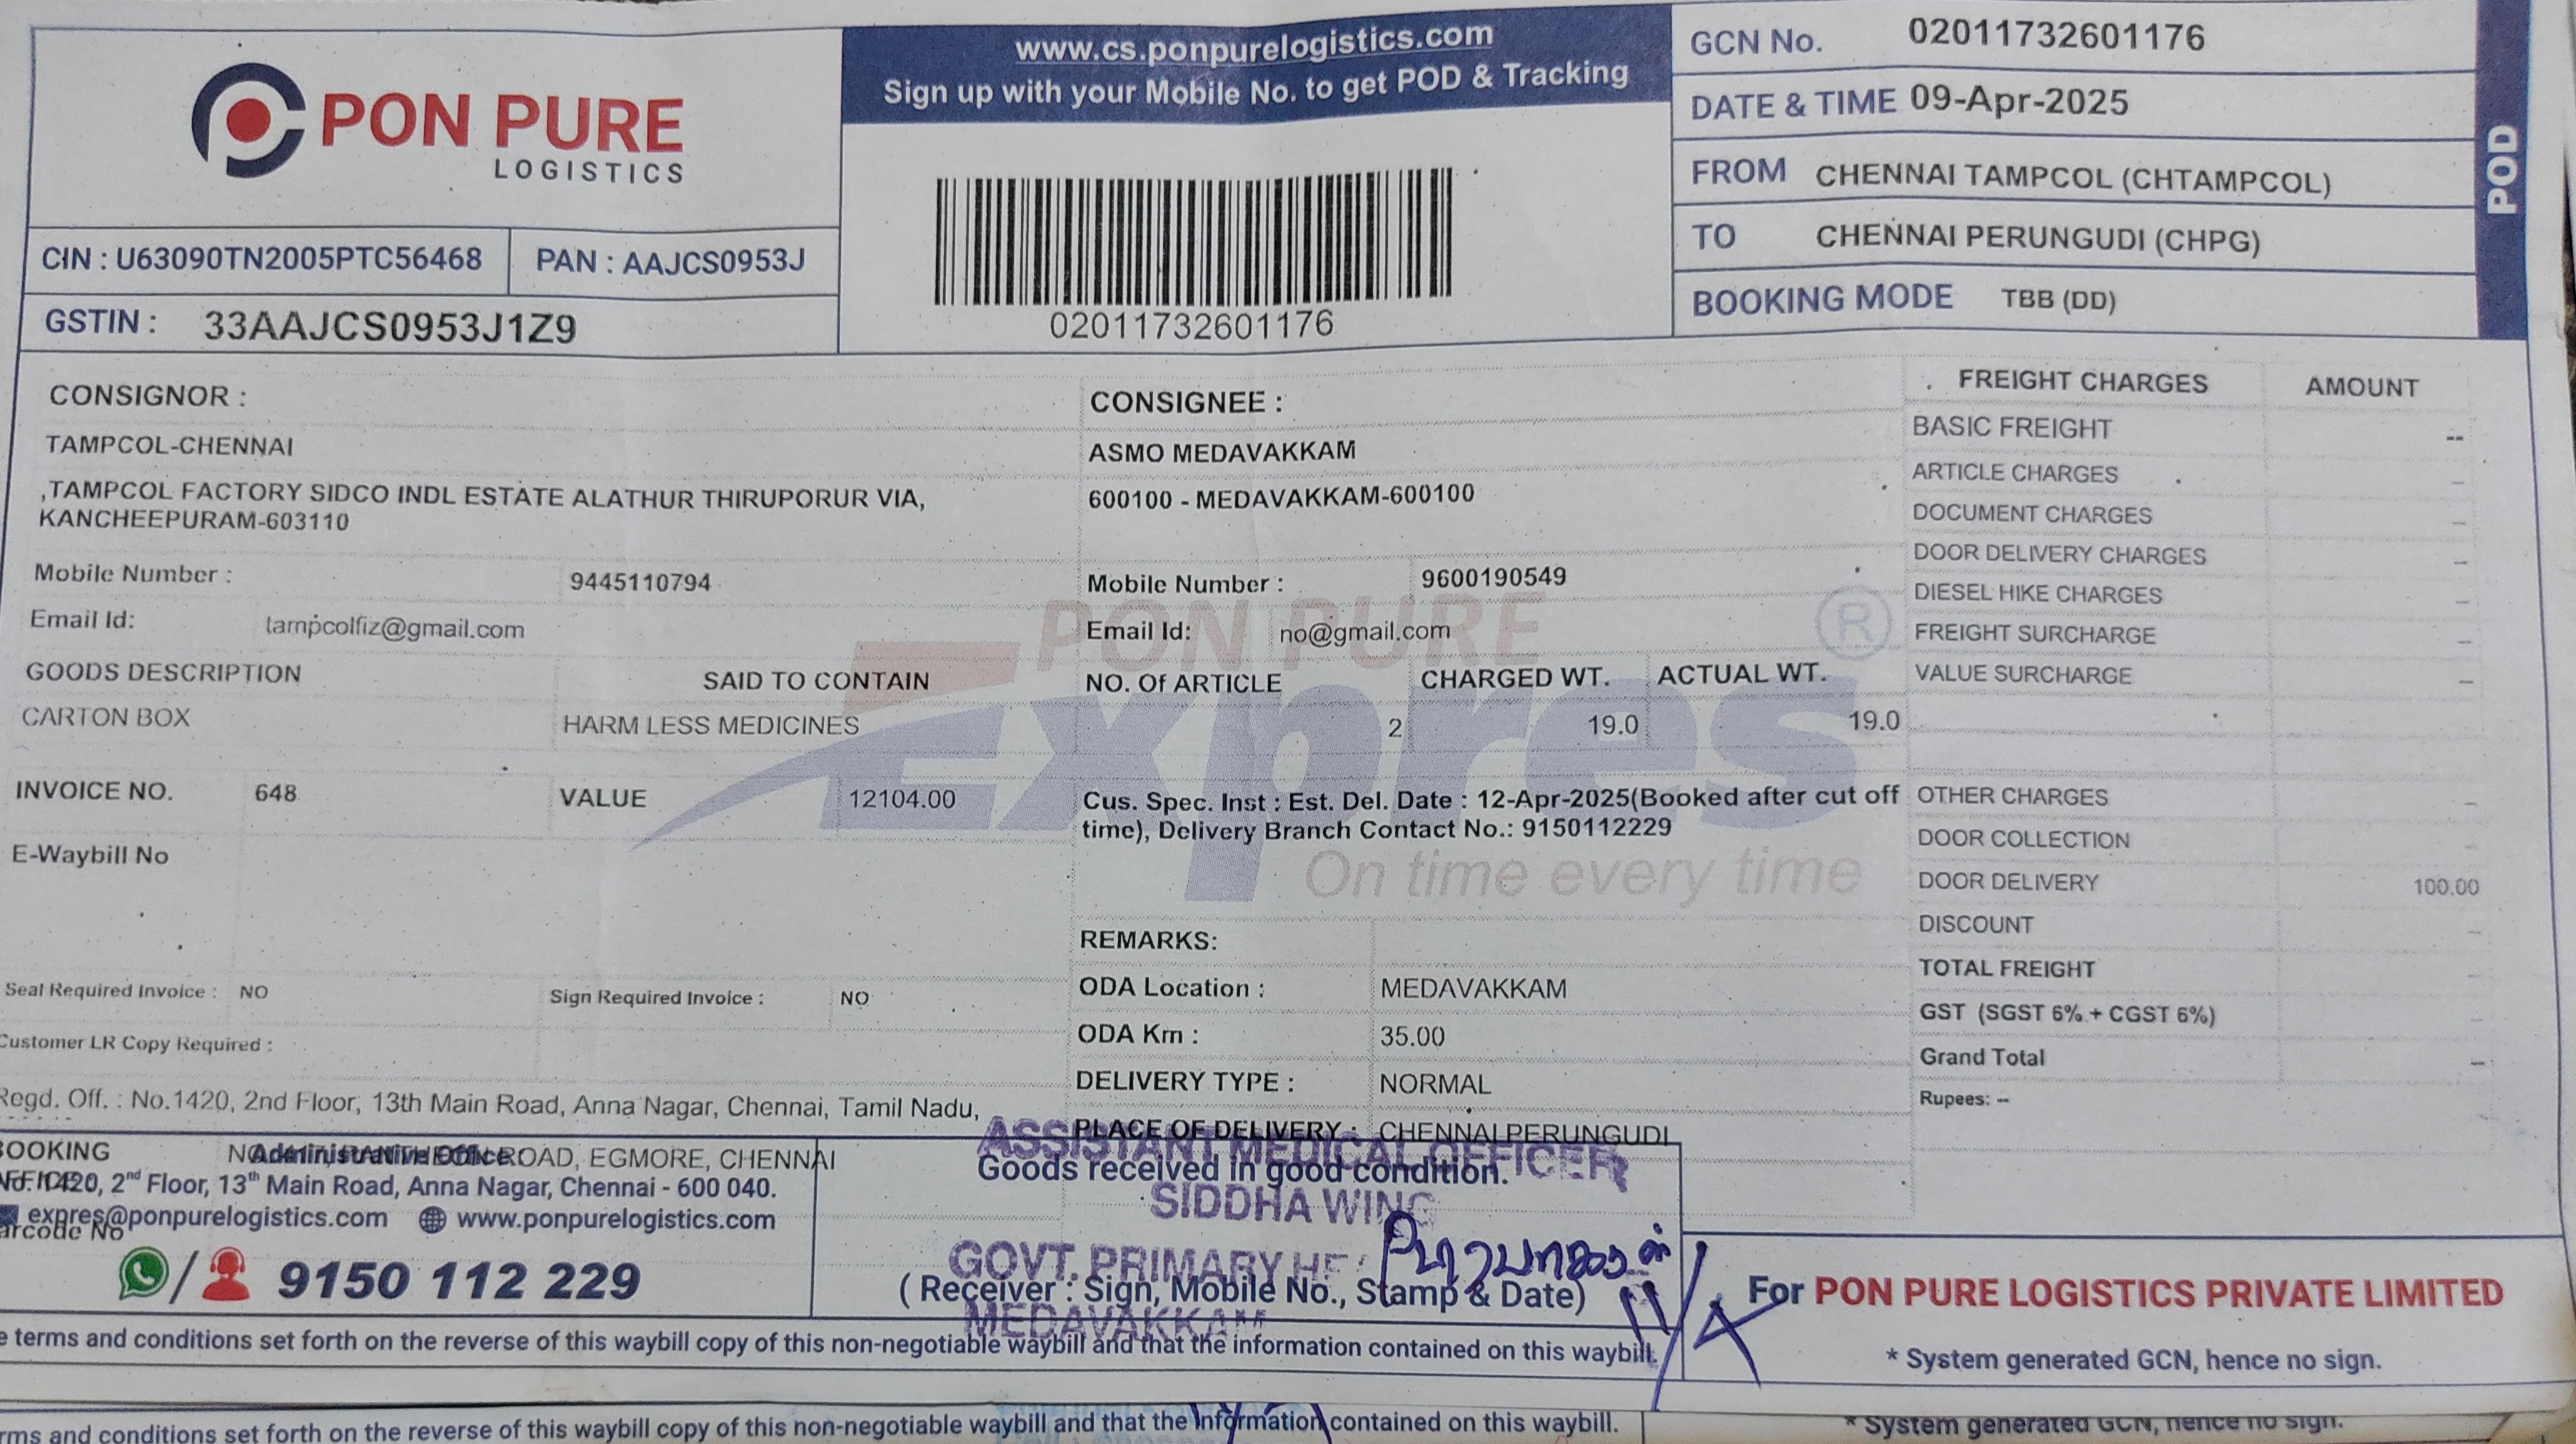 PON PURE
LOGISTICS
CIN : U63090TN2005PTC56468
PAN : AAJCS0953J
GSTIN : 33AAJCS0953J1Z9
www.cs.ponpurelogistics.com
Sign up with your Mobile No. to get POD & Tracking
02011732601176
GCN No. 02011732601176
DATE & TIME 09-Apr-2025
FROM CHENNAI TAMPCOL (CHTAMPCOL)
TO CHENNAI PERUNGUDI (CHPG)
BOOKING MODE TBB (DD)
POD
CONSIGNOR :
TAMPCOL-CHENNAI
,TAMPCOL FACTORY SIDCO INDL ESTATE ALATHUR THIRUPORUR VIA,
KANCHEEPURAM-603110
Mobile Number : 9445110794
Email Id: tampcolfiz@gmail.com
CONSIGNEE :
ASMO MEDAVAKKAM
600100 - MEDAVAKKAM-600100
Mobile Number : 9600190549
Email Id: no@gmail.com
PON PURE
Expres
®
On time every time
GOODS DESCRIPTION SAID TO CONTAIN NO. Of ARTICLE CHARGED WT. ACTUAL WT.
CARTON BOX HARM LESS MEDICINES 2 19.0 19.0
INVOICE NO. 648 VALUE 12104.00
E-Waybill No
Cus. Spec. Inst : Est. Del. Date : 12-Apr-2025(Booked after cut off
time), Delivery Branch Contact No.: 9150112229
Seal Required Invoice : NO Sign Required Invoice : NO
Customer LR Copy Required :
Regd. Off. : No.1420, 2nd Floor, 13th Main Road, Anna Nagar, Chennai, Tamil Nadu,
REMARKS:
ODA Location : MEDAVAKKAM
ODA Km : 35.00
DELIVERY TYPE : NORMAL
PLACE OF DELIVERY : CHENNAI PERUNGUDI
FREIGHT CHARGES AMOUNT
BASIC FREIGHT --
ARTICLE CHARGES –
DOCUMENT CHARGES –
DOOR DELIVERY CHARGES –
DIESEL HIKE CHARGES –
FREIGHT SURCHARGE –
VALUE SURCHARGE –
OTHER CHARGES –
DOOR COLLECTION –
DOOR DELIVERY 100.00
DISCOUNT –
TOTAL FREIGHT –
GST (SGST 6% + CGST 6%) –
Grand Total –
Rupees: --
BOOKING ROAD, EGMORE, CHENNAI
Administrative Office:
No. 1420, 2nd Floor, 13th Main Road, Anna Nagar, Chennai - 600 040.
expres@ponpurelogistics.com www.ponpurelogistics.com
arcode No
9150 112 229
ASSISTANT MEDICAL OFFICER
Goods received in good condition.
SIDDHA WING
GOVT. PRIMARY HE
( Receiver : Sign, Mobile No., Stamp & Date)
MEDAVAKKAM
11/4
For PON PURE LOGISTICS PRIVATE LIMITED
* System generated GCN, hence no sign.
e terms and conditions set forth on the reverse of this waybill copy of this non-negotiable waybill and that the information contained on this waybill.
rms and conditions set forth on the reverse of this waybill copy of this non-negotiable waybill and that the information contained on this waybill.
* System generated GCN, hence no sign.